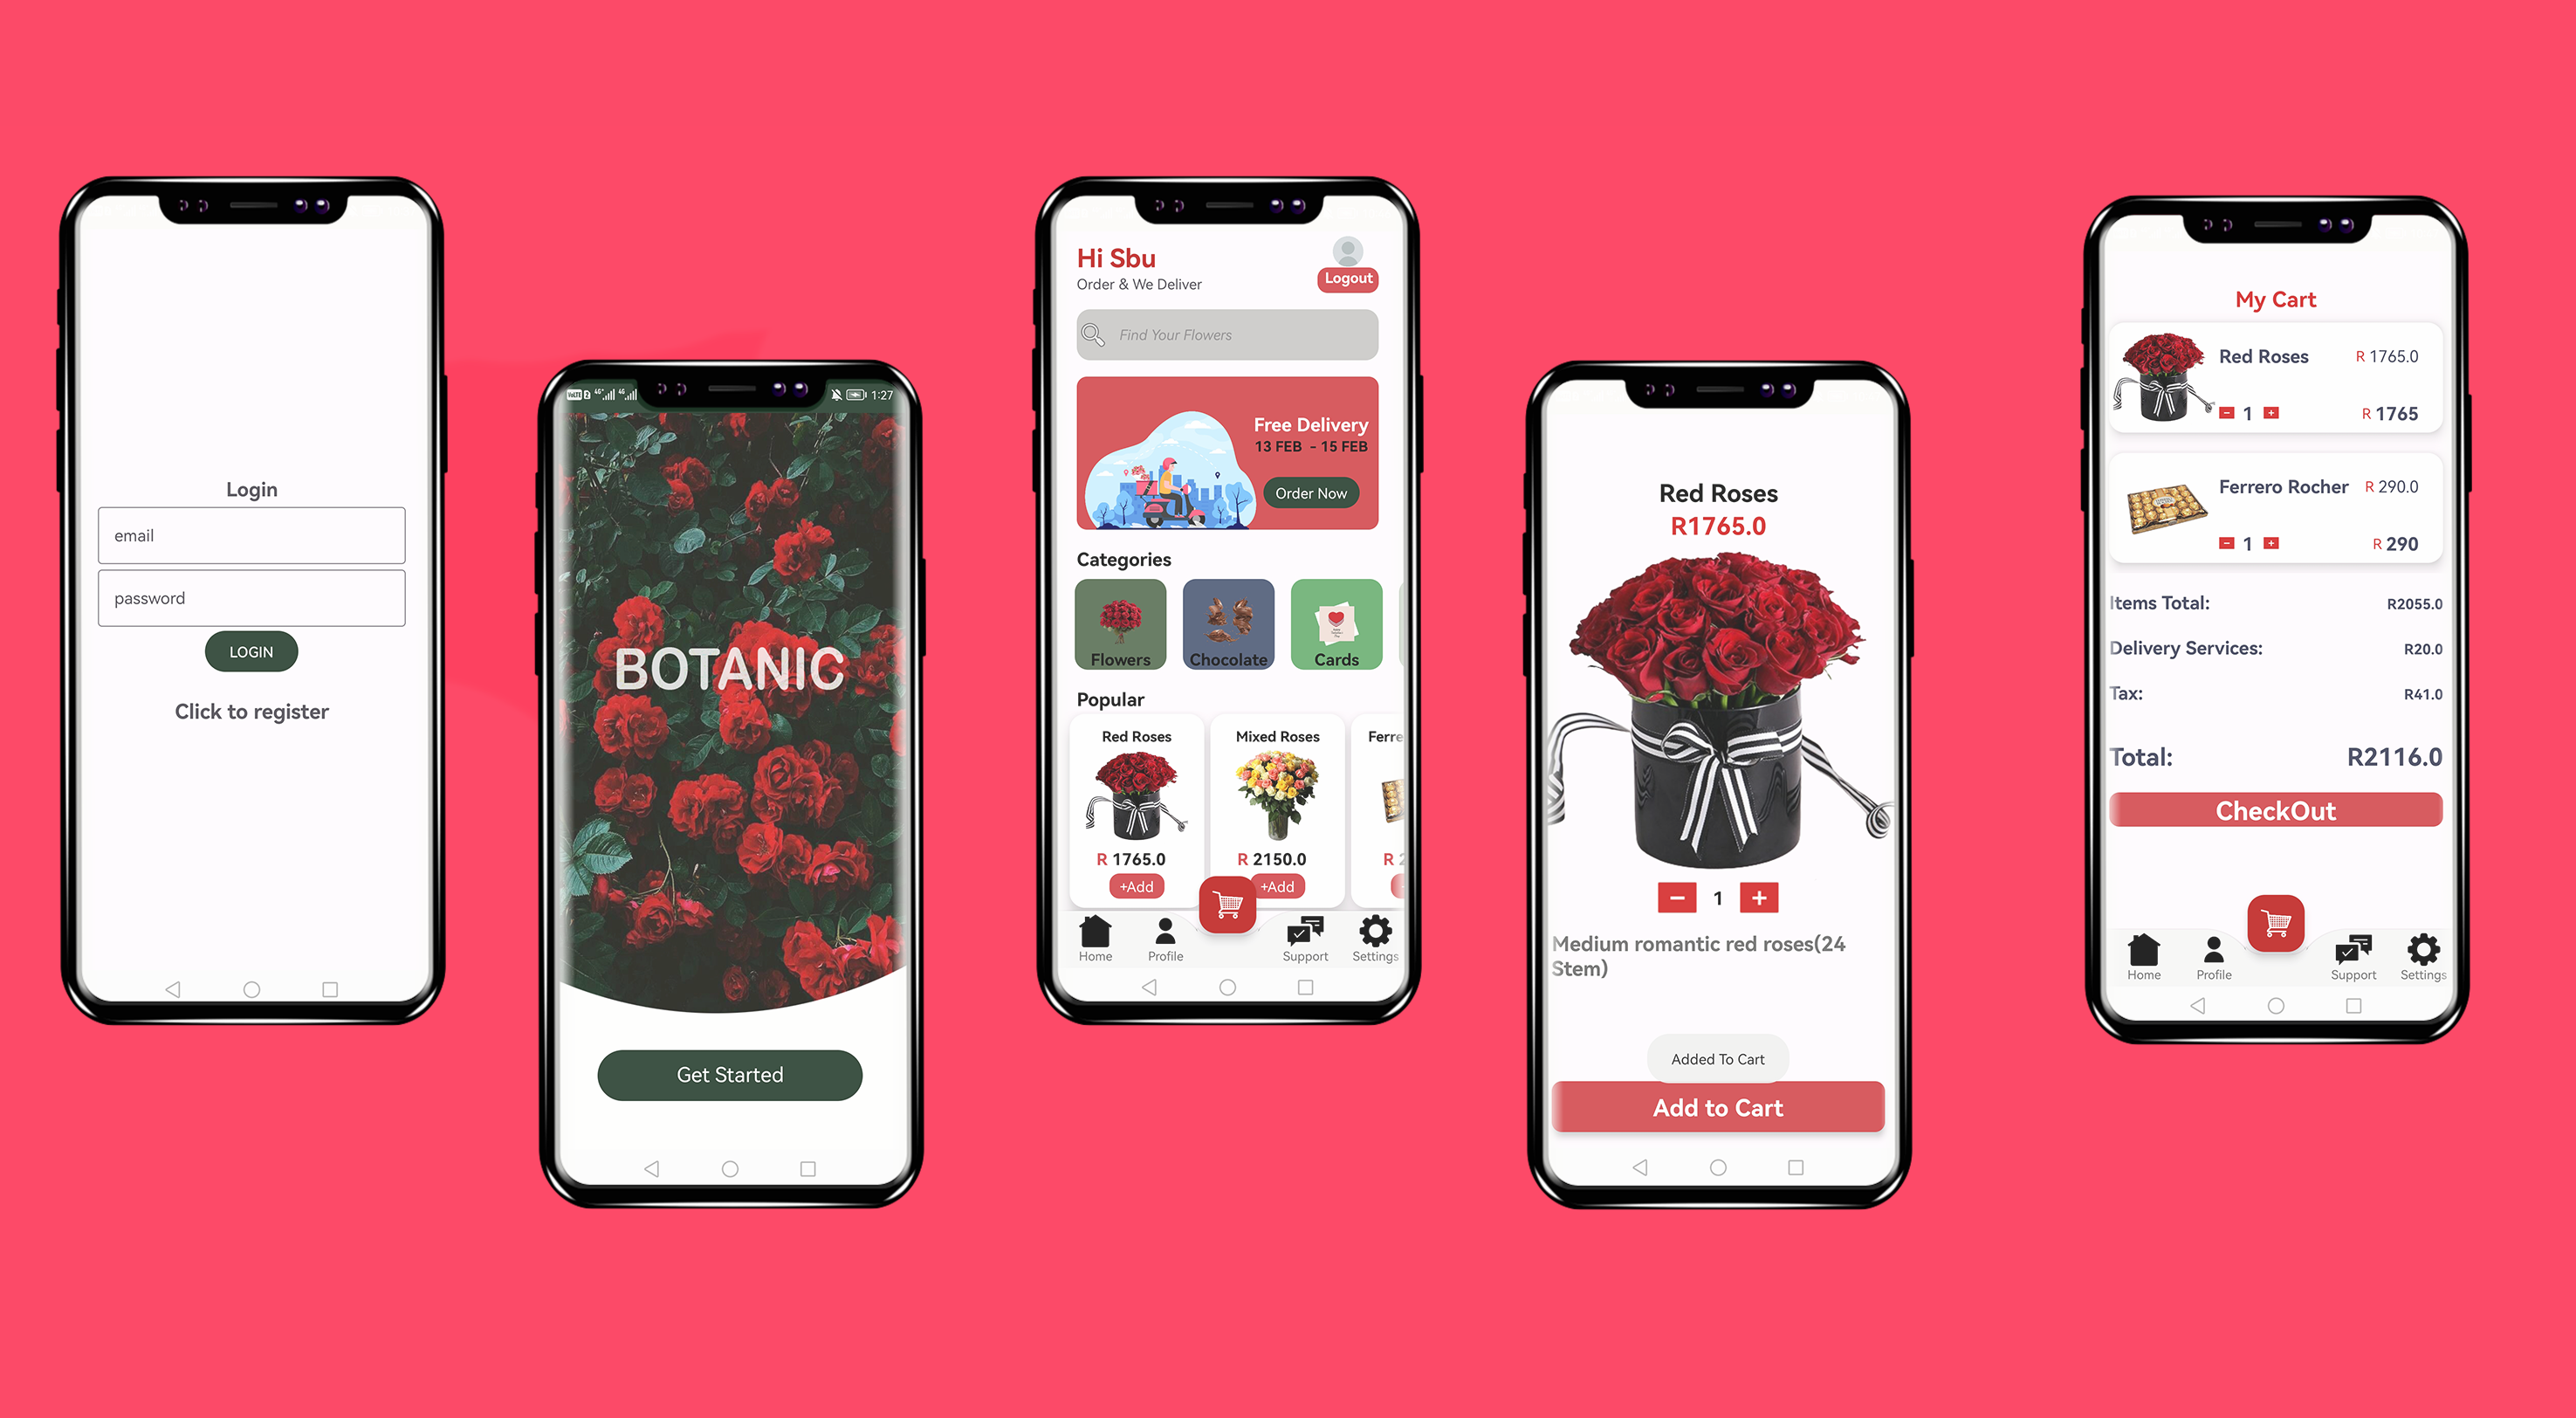 Login
email
password
LOGIN
Click to register
1:27
BOTANIC
Get Started
Hi Sbu
Order & We Deliver
Logout
Find Your Flowers
Free Delivery
13 FEB - 15 FEB
Order Now
Categories
Flowers
Chocolate
Cards
Popular
Red Roses
Mixed Roses
Ferre
R 1765.0
R 2150.0
R 2
+Add
+Add
Home
Profile
Support
Settings
Red Roses
R1765.0
1
Medium romantic red roses(24
Stem)
Added To Cart
Add to Cart
My Cart
Red Roses R 1765.0
1 R 1765
Ferrero Rocher R 290.0
1 R 290
Items Total: R2055.0
Delivery Services: R20.0
Tax: R41.0
Total: R2116.0
CheckOut
Home
Profile
Support
Settings